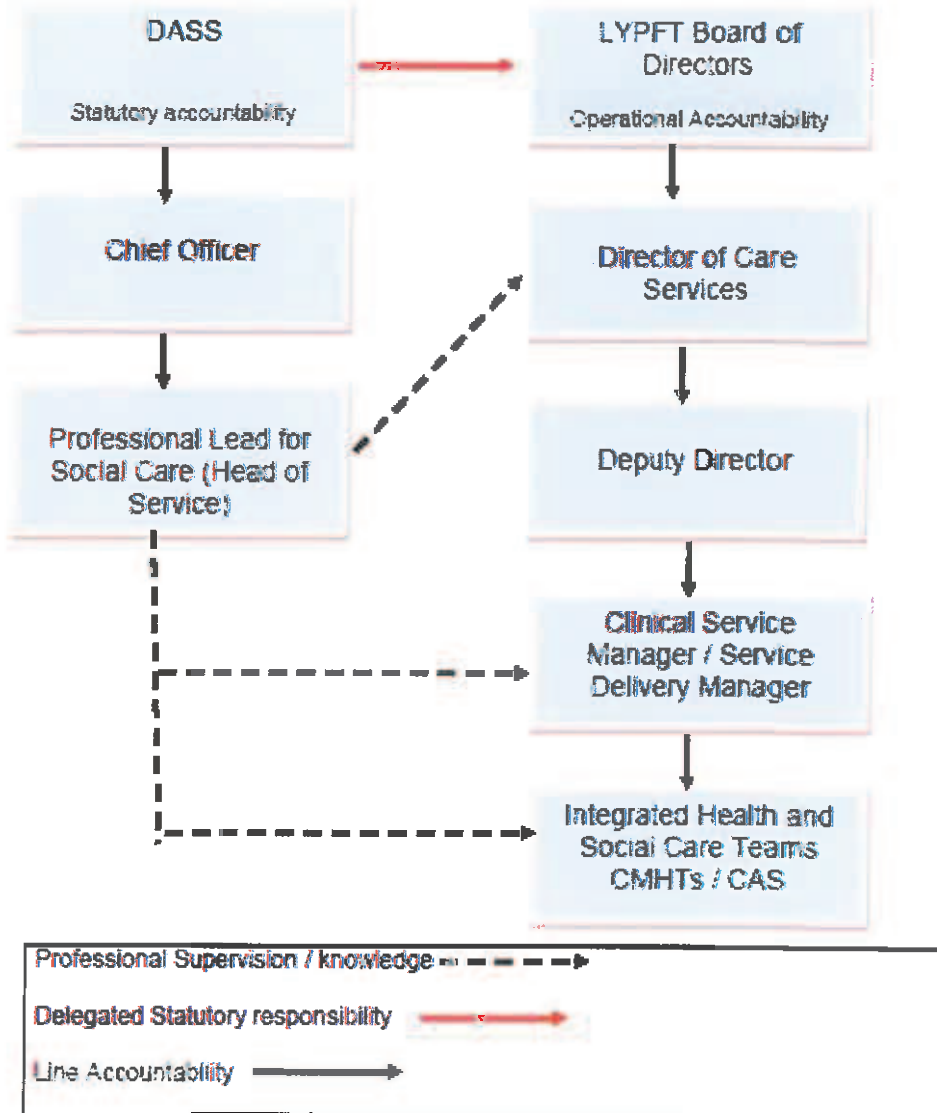 DASS
Statutory accountability
LYPFT Board of
Directors
Operational Accountability
Chief Officer
Director of Care
Services
Professional Lead for
Social Care (Head of
Service)
Deputy Director
Clinical Service
Manager / Service
Delivery Manager
Integrated Health and
Social Care Teams
CMHTs / CAS
Professional Supervision / knowledge
Delegated Statutory responsibility
Line Accountability